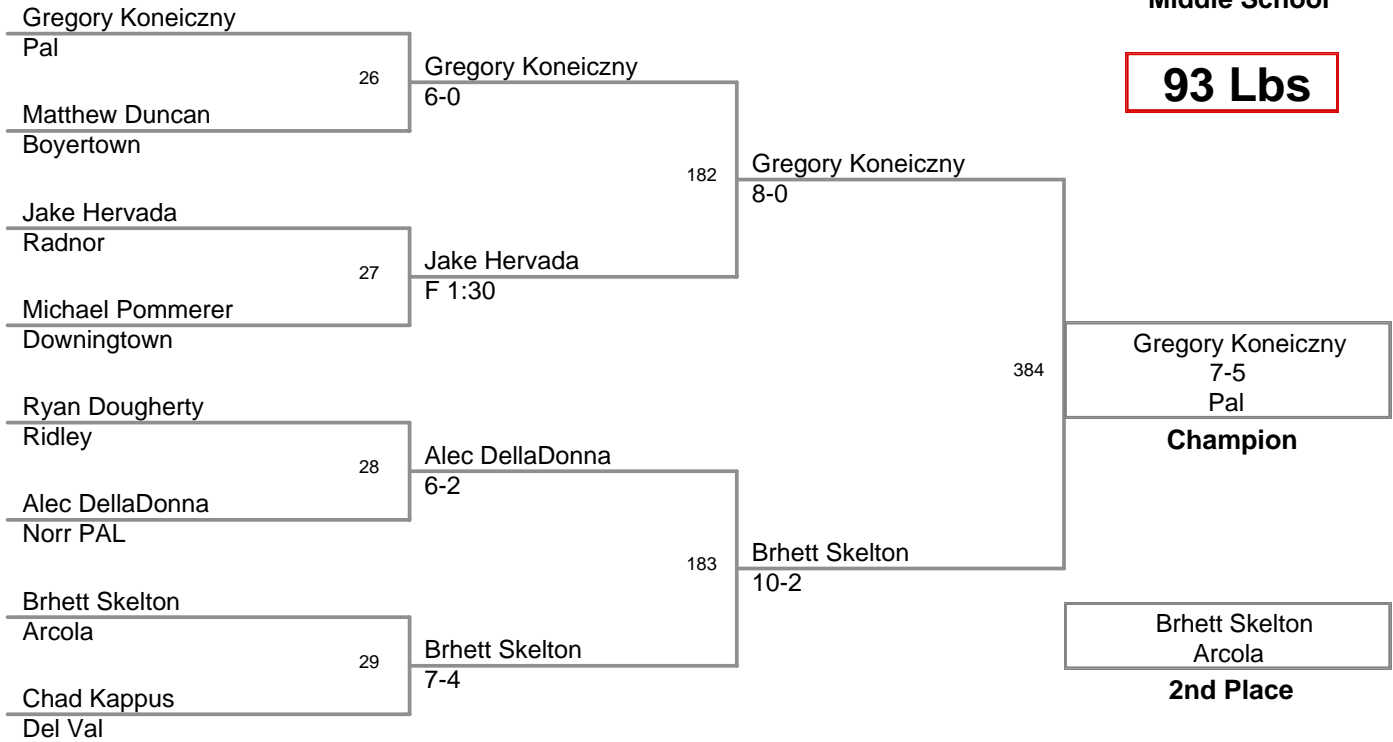 Middle School
93 Lbs
Gregory Koneiczny
Pal
26
Matthew Duncan
Boyertown
Gregory Koneiczny
6-0
Jake Hervada
Radnor
27
Michael Pommerer
Downingtown
Jake Hervada
F 1:30
182
Gregory Koneiczny
8-0
Ryan Dougherty
Ridley
28
Alec DellaDonna
Norr PAL
Alec DellaDonna
6-2
Brhett Skelton
Arcola
29
Chad Kappus
Del Val
Brhett Skelton
7-4
183
Brhett Skelton
10-2
384
Gregory Koneiczny
7-5
Pal
Champion
Brhett Skelton
Arcola
2nd Place